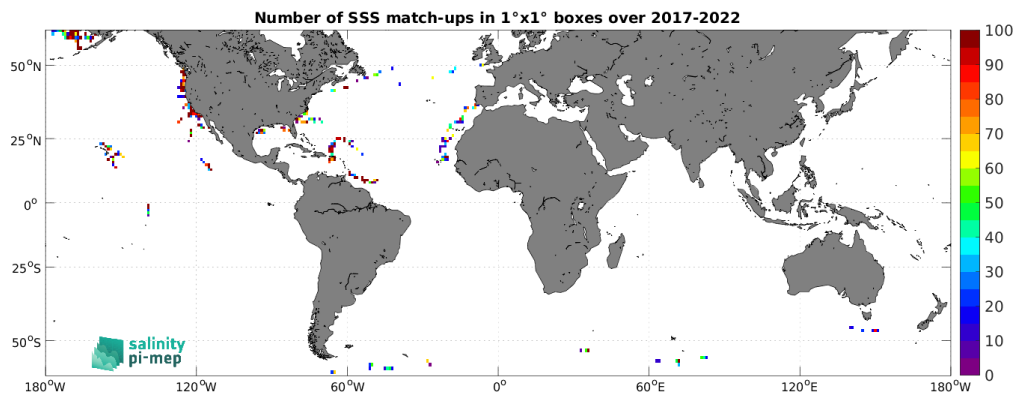 Number of SSS match-ups in 1°x1° boxes over 2017-2022
100
90
80
70
60
50
40
30
20
10
0
50°N
25°N
0°
25°S
50°S
salinity
pi-mep
180°W 120°W 60°W 0° 60°E 120°E 180°W